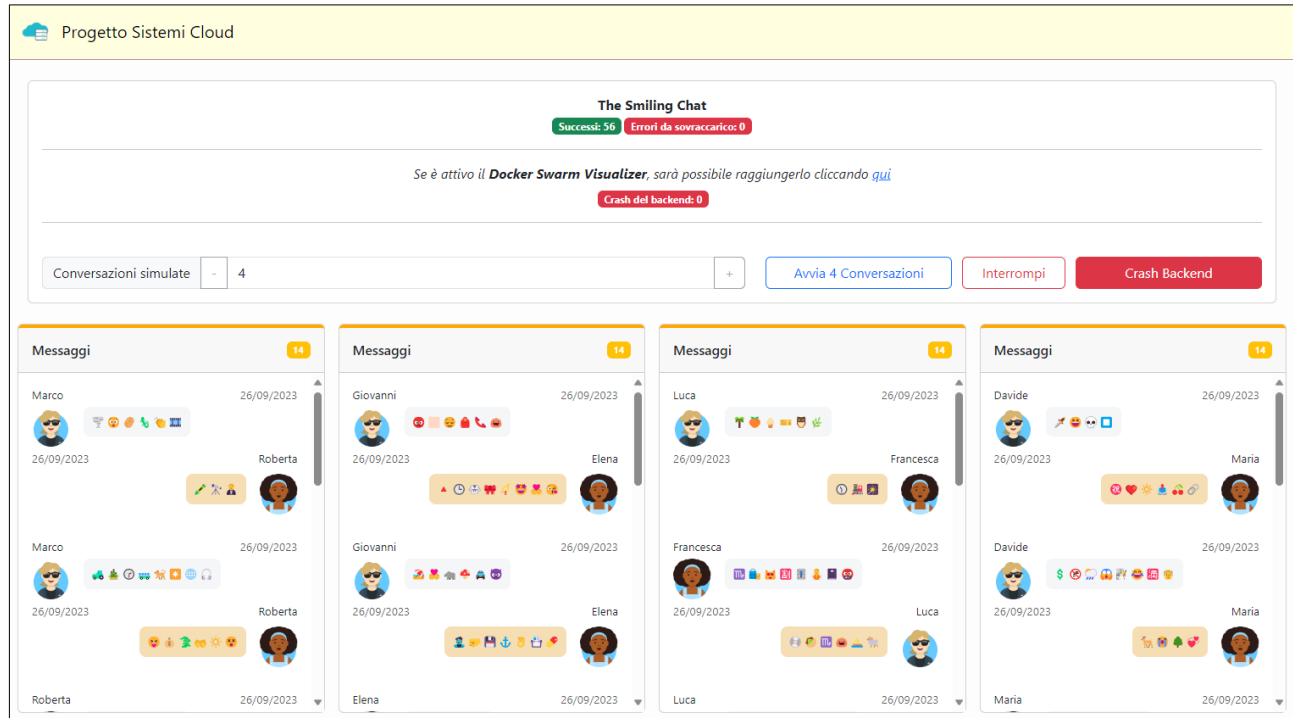 Progetto Sistemi Cloud
The Smiling Chat
Successi: 56 Errori da sovraccarico: 0
Se è attivo il Docker Swarm Visualizer, sarà possibile raggiungerlo cliccando qui
Crash del backend: 0
Conversazioni simulate - 4 + Avvia 4 Conversazioni Interrompi Crash Backend
Messaggi 14
Marco 26/09/2023
26/09/2023 Roberta
Marco 26/09/2023
26/09/2023 Roberta
Roberta 26/09/2023
Messaggi 14
Giovanni 26/09/2023
26/09/2023 Elena
Giovanni 26/09/2023
26/09/2023 Elena
Elena 26/09/2023
Messaggi 14
Luca 26/09/2023
26/09/2023 Francesca
Francesca 26/09/2023
26/09/2023 Luca
Luca 26/09/2023
Messaggi 14
Davide 26/09/2023
26/09/2023 Maria
Davide 26/09/2023
26/09/2023 Maria
Maria 26/09/2023